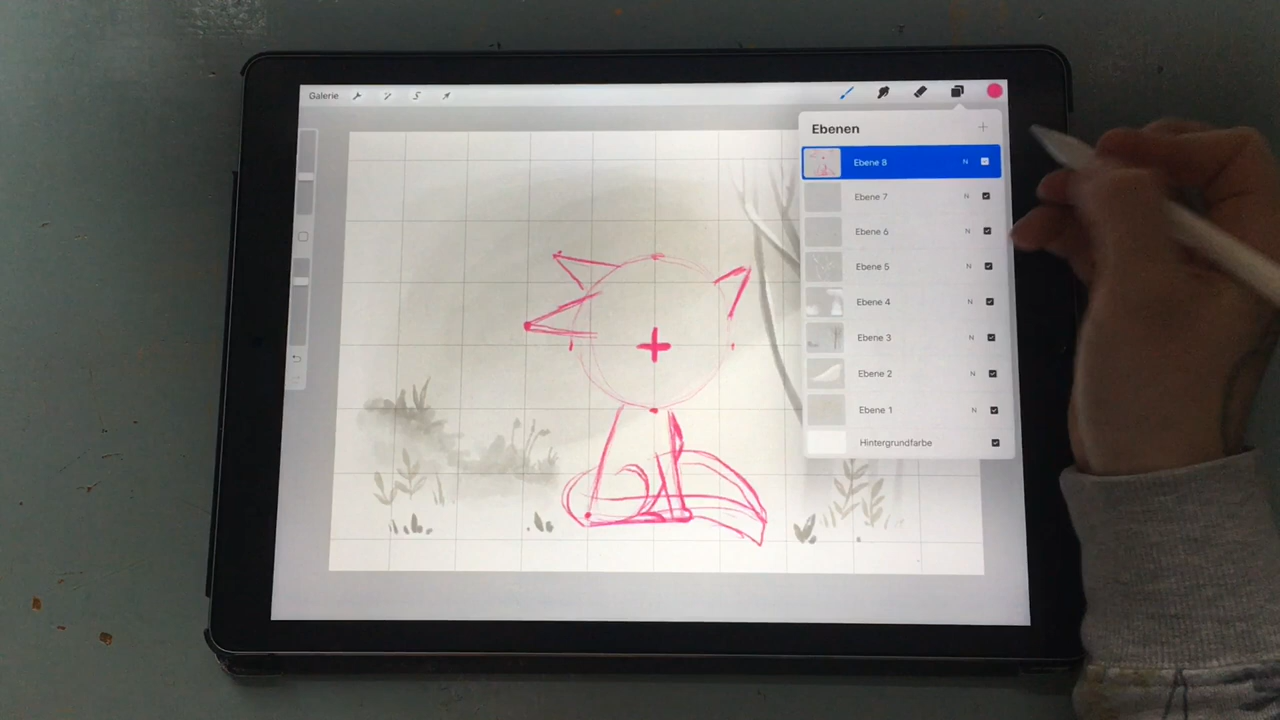 Galerie
Ebenen
Ebene 8 N
Ebene 7 N
Ebene 6 N
Ebene 5 N
Ebene 4 N
Ebene 3 N
Ebene 2 N
Ebene 1 N
Hintergrundfarbe